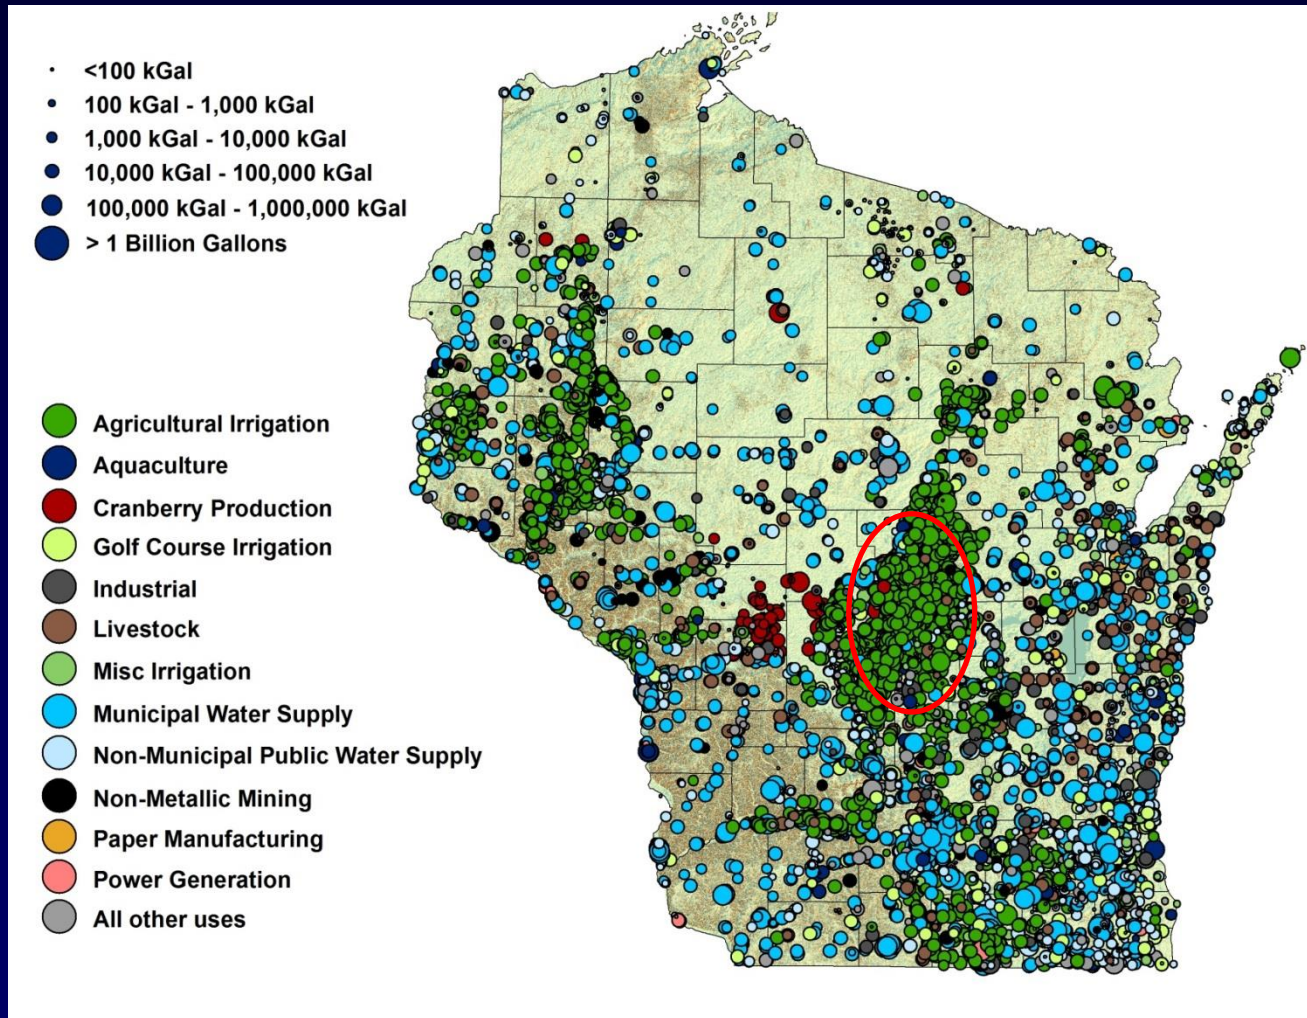 <100 kGal
100 kGal - 1,000 kGal
1,000 kGal - 10,000 kGal
10,000 kGal - 100,000 kGal
100,000 kGal - 1,000,000 kGal
> 1 Billion Gallons
Agricultural Irrigation
Aquaculture
Cranberry Production
Golf Course Irrigation
Industrial
Livestock
Misc Irrigation
Municipal Water Supply
Non-Municipal Public Water Supply
Non-Metallic Mining
Paper Manufacturing
Power Generation
All other uses